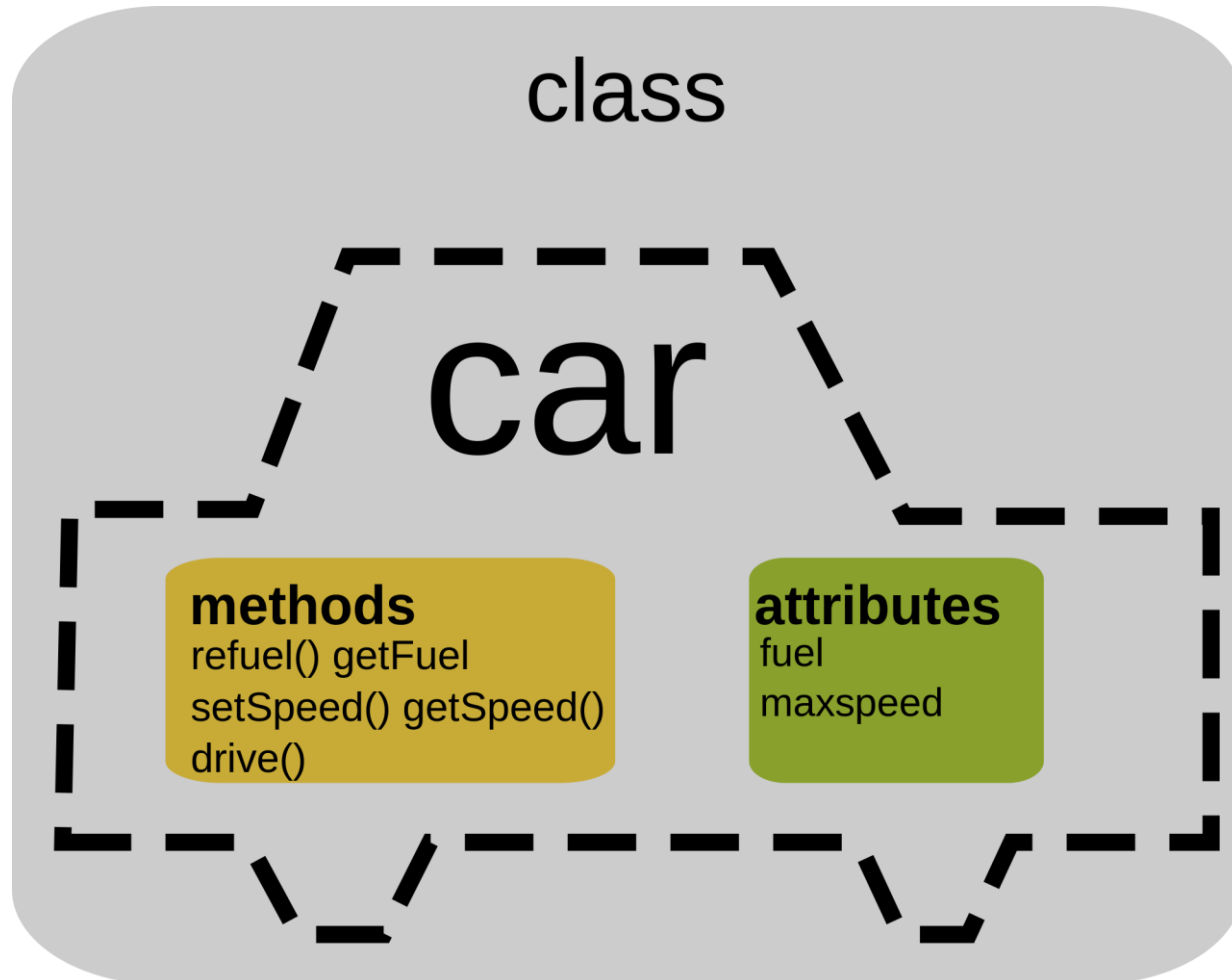 class
car
methods
refuel() getFuel
setSpeed() getSpeed()
drive()
attributes
fuel
maxspeed